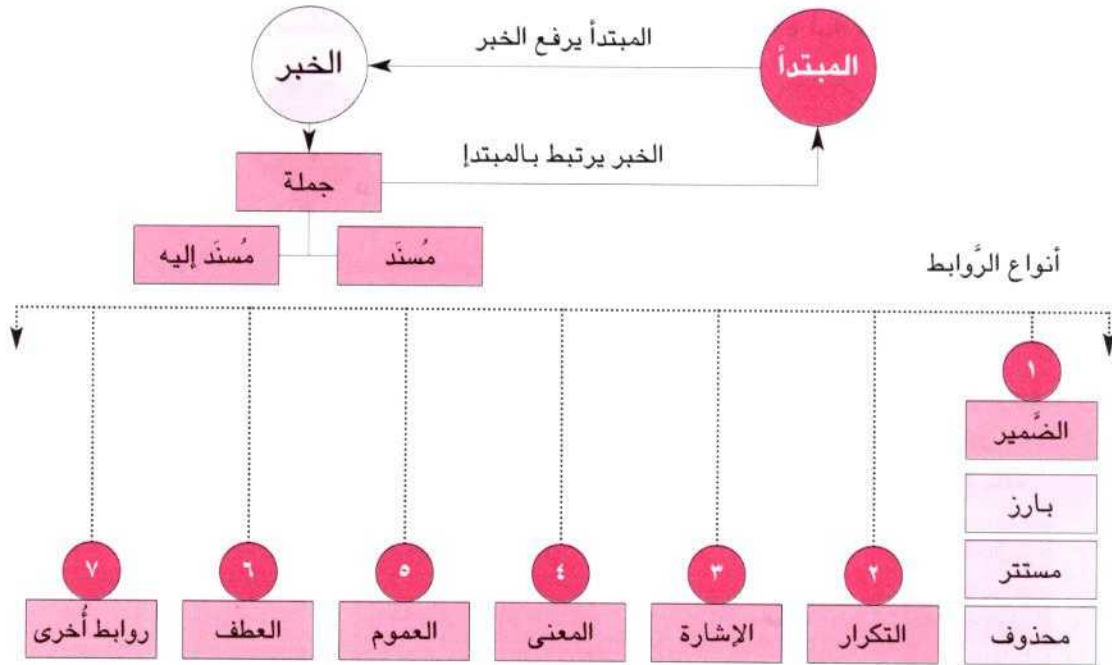 المبتدأ
المبتدأ يرفع الخبر
الخبر
الخبر يرتبط بالمبتدإ
جملة
مُسنَد
مُسنَد إليه
أنواع الرَّوابط
١
الضَّمير
بارز
مستتر
محذوف
٢
التكرار
٣
الإشارة
٤
المعنى
٥
العموم
٦
العطف
٧
روابط أُخرى